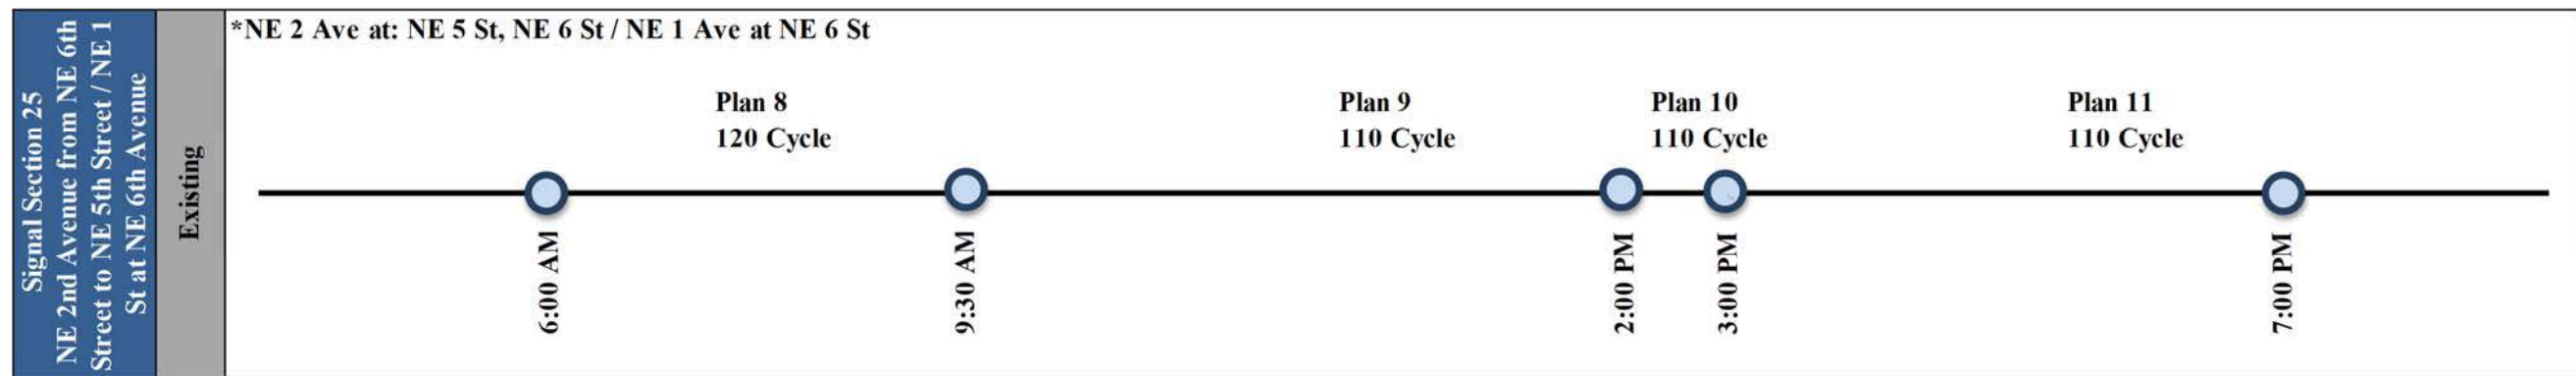 Signal Section 25
NE 2nd Avenue from NE 6th
Street to NE 5th Street / NE 1
St at NE 6th Avenue
Existing
*NE 2 Ave at: NE 5 St, NE 6 St / NE 1 Ave at NE 6 St
Plan 8
120 Cycle
Plan 9
110 Cycle
Plan 10
110 Cycle
Plan 11
110 Cycle
6:00 AM
9:30 AM
2:00 PM
3:00 PM
7:00 PM